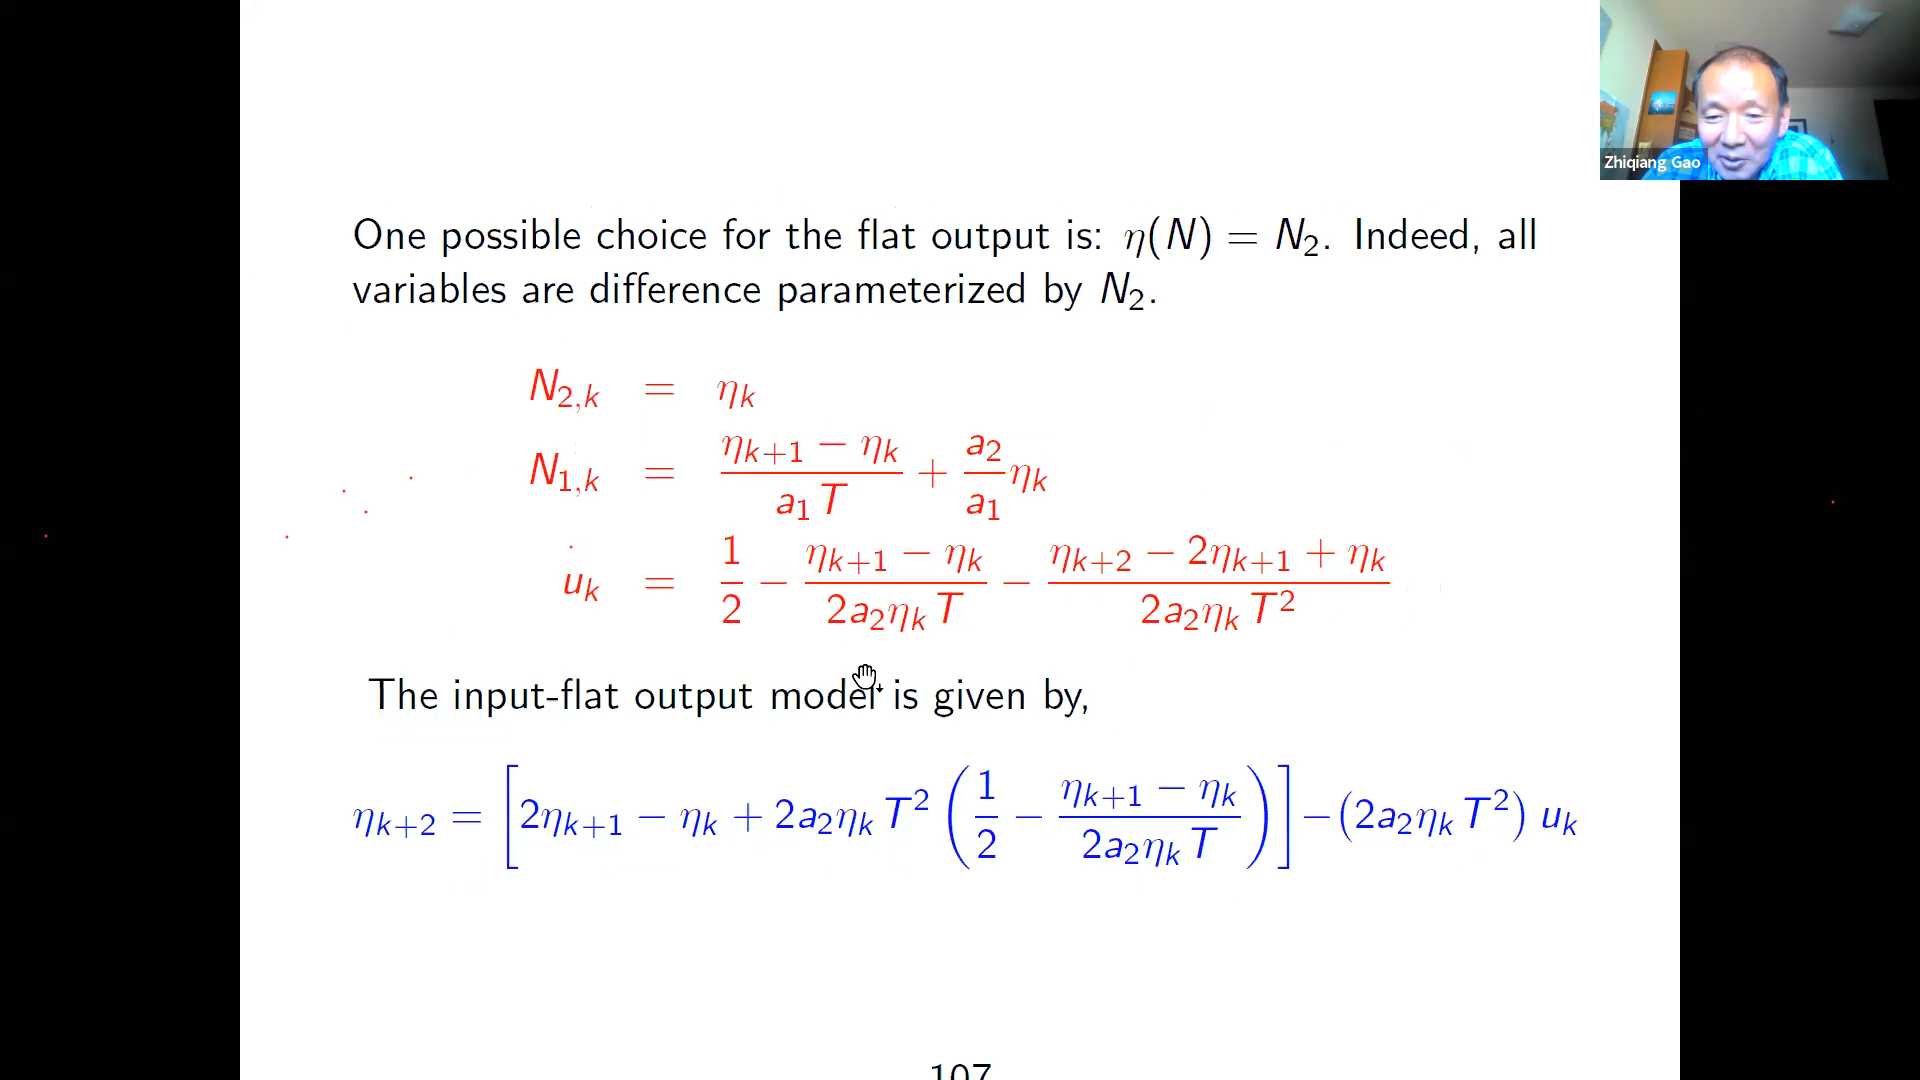 Zhiqiang Gao
One possible choice for the flat output is: η(N) = N₂. Indeed, all
variables are difference parameterized by N₂.
N₂,ₖ = ηₖ
N₁,ₖ = (ηₖ₊₁ − ηₖ)/(a₁T) + (a₂/a₁)ηₖ
uₖ = 1/2 − (ηₖ₊₁ − ηₖ)/(2a₂ηₖT) − (ηₖ₊₂ − 2ηₖ₊₁ + ηₖ)/(2a₂ηₖT²)
The input-flat output model is given by,
ηₖ₊₂ = [2ηₖ₊₁ − ηₖ + 2a₂ηₖT² (1/2 − (ηₖ₊₁ − ηₖ)/(2a₂ηₖT))] − (2a₂ηₖT²) uₖ
107